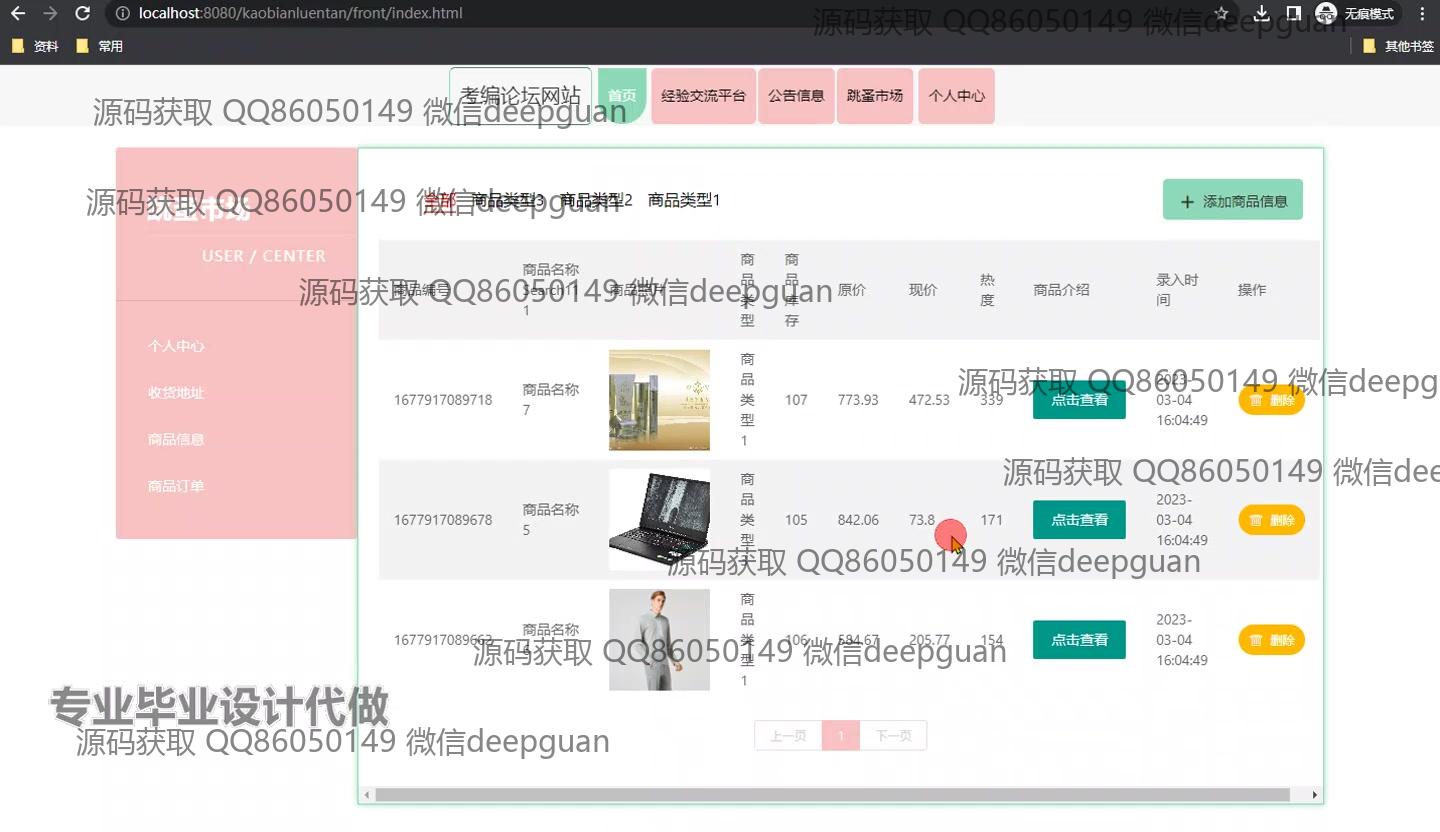 localhost:8080/kaobianluentan/front/index.html
无痕模式
资料
常用
其他书签
源码获取 QQ86050149 微信deepguan
考编论坛网站
首页
经验交流平台
公告信息
跳蚤市场
个人中心
源码获取 QQ86050149 微信deepguan
跳蚤市场
USER / CENTER
个人中心
收货地址
商品信息
商品订单
源码获取 QQ86050149 微信deepguan
全部
商品类型3
商品类型2
商品类型1
添加商品信息
源码获取 QQ86050149 微信deepguan
商品编号
商品名称
Search11
1
商品照片
商品类型
商品库存
原价
现价
热度
商品介绍
录入时间
操作
源码获取 QQ86050149 微信deepg
1677917089718
商品名称
7
商品类型1
107
773.93
472.53
339
点击查看
2023-
03-04
16:04:49
删除
源码获取 QQ86050149 微信dee
1677917089678
商品名称
5
商品类型
105
842.06
73.8
171
点击查看
2023-
03-04
16:04:49
删除
源码获取 QQ86050149 微信deepguan
1677917089662
商品名称
商品类型1
106
584.67
205.77
154
点击查看
2023-
03-04
16:04:49
删除
源码获取 QQ86050149 微信deepguan
专业毕业设计代做
源码获取 QQ86050149 微信deepguan
上一页
1
下一页